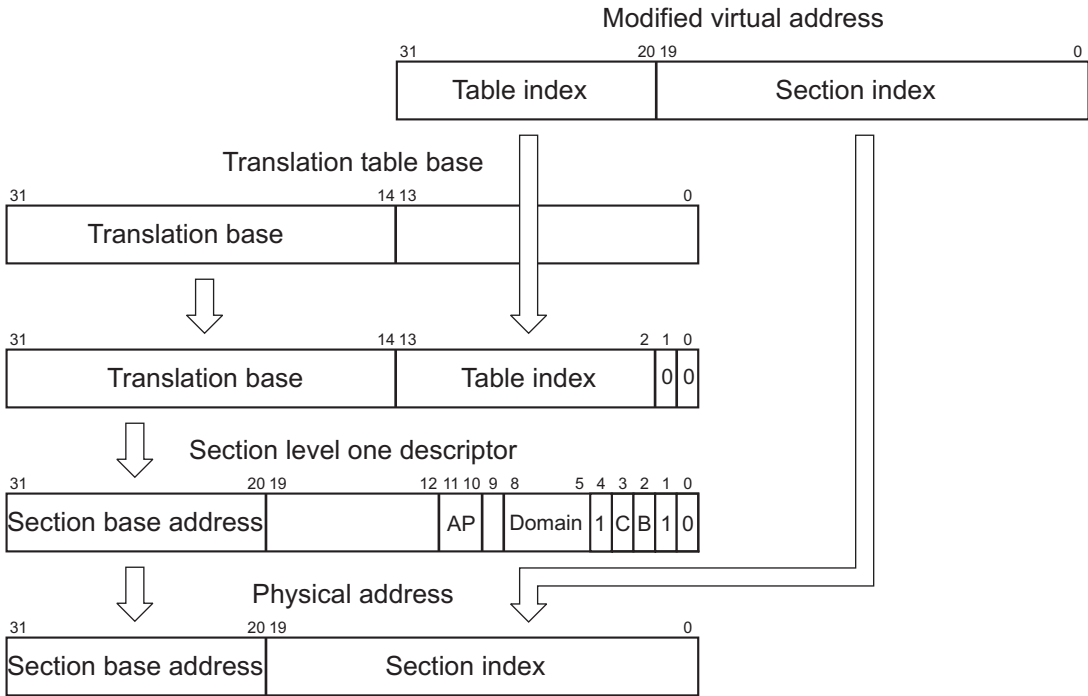 Modified virtual address
31 20 19 0
Table index Section index
Translation table base
31 14 13 0
Translation base
31 14 13 2 1 0
Translation base Table index 0 0
Section level one descriptor
31 20 19 12 11 10 9 8 5 4 3 2 1 0
Section base address AP Domain 1 C B 1 0
Physical address
31 20 19 0
Section base address Section index